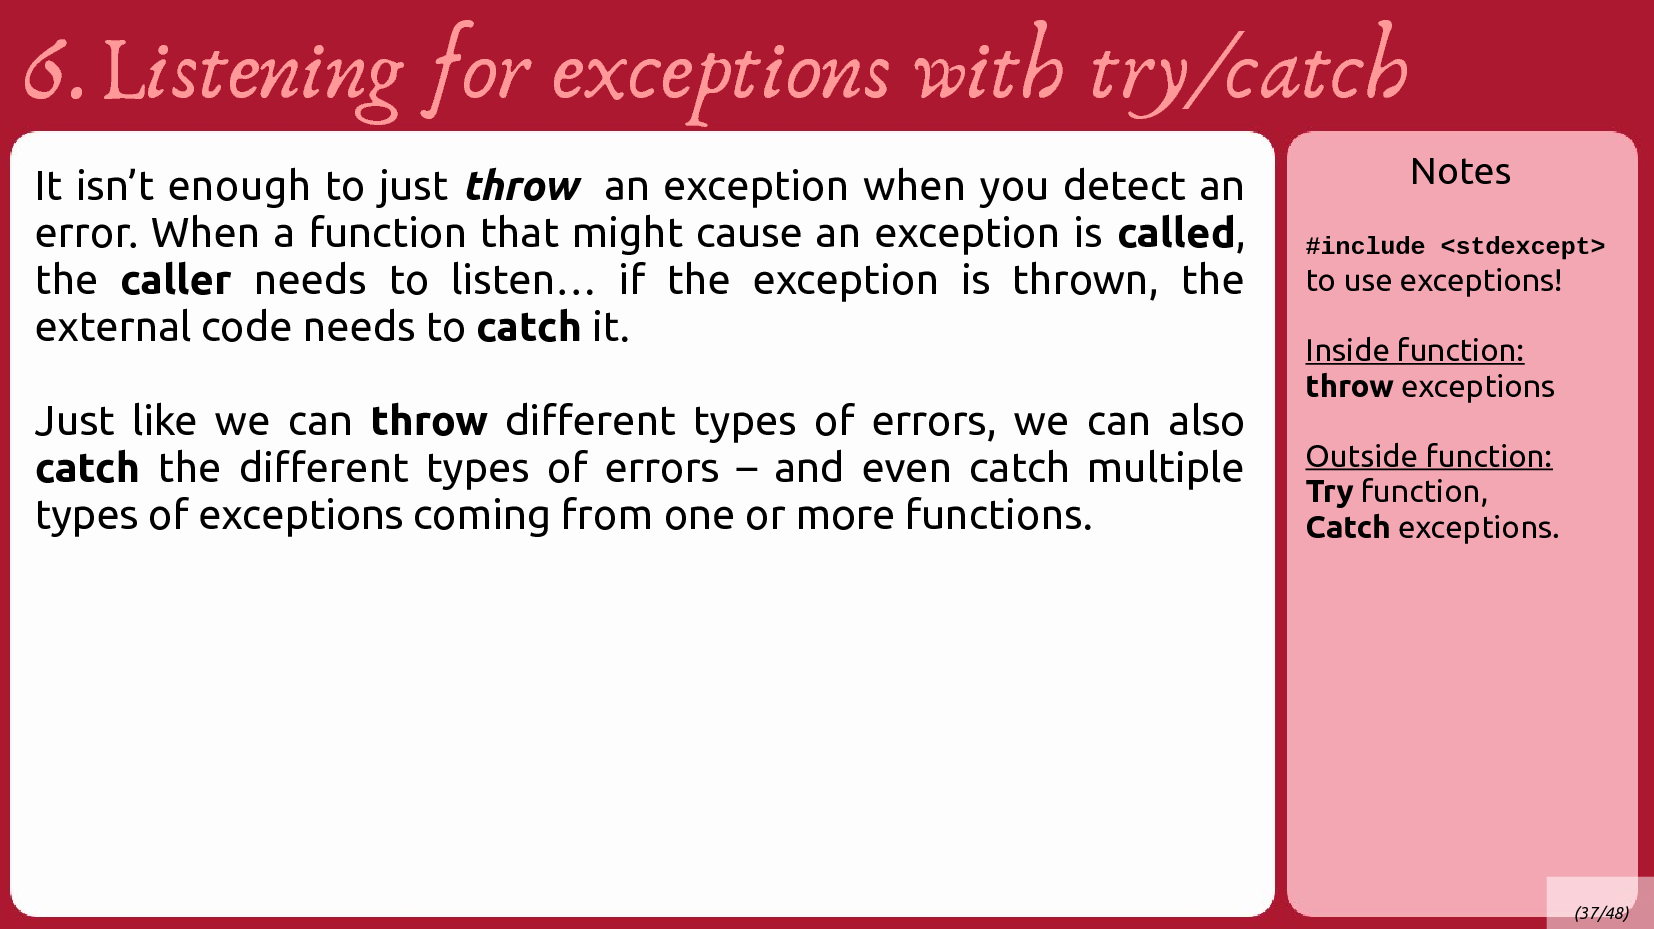 6. Listening for exceptions with try/catch
It isn’t enough to just throw an exception when you detect an
error. When a function that might cause an exception is called,
the caller needs to listen… if the exception is thrown, the
external code needs to catch it.
Just like we can throw different types of errors, we can also
catch the different types of errors – and even catch multiple
types of exceptions coming from one or more functions.
Notes
#include <stdexcept>
to use exceptions!
Inside function:
throw exceptions
Outside function:
Try function,
Catch exceptions.
(37/48)